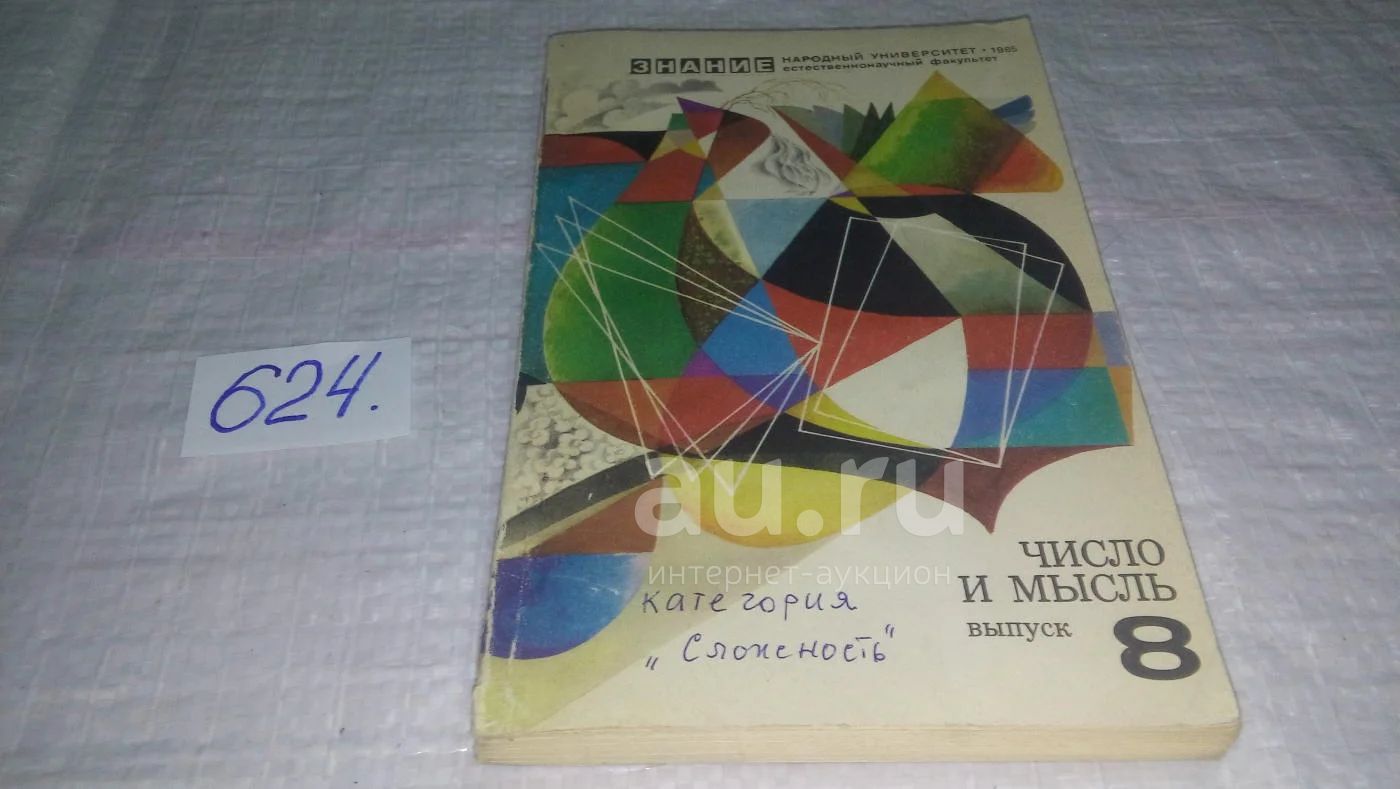 ЗНАНИЕ НАРОДНЫЙ УНИВЕРСИТЕТ • 1985
естественнонаучный факультет
624.
au.ru
интернет-аукцион
ЧИСЛО
И МЫСЛЬ
выпуск 8
категория
„Сложность"